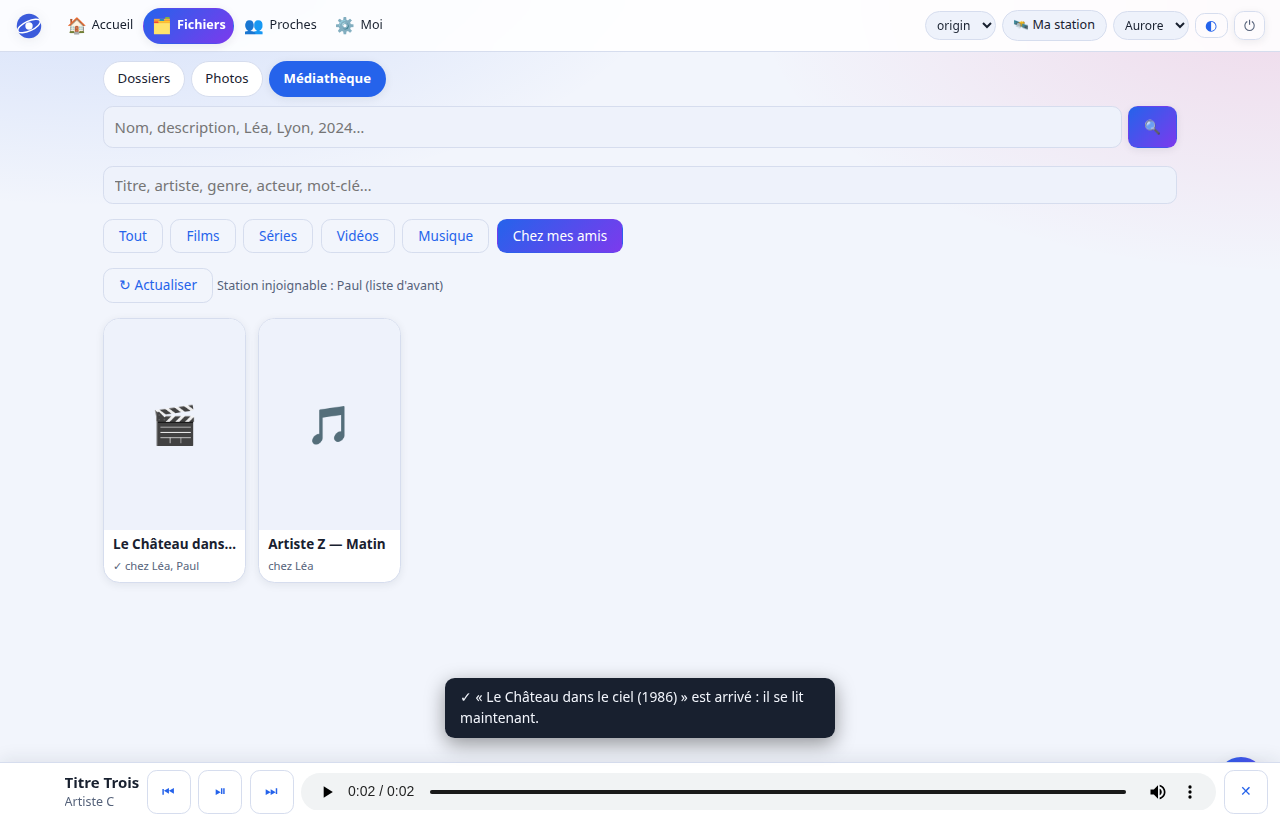 Accueil Fichiers Proches Moi origin Ma station Aurore
Dossiers Photos Médiathèque
Nom, description, Léa, Lyon, 2024...
Titre, artiste, genre, acteur, mot-clé...
Tout Films Séries Vidéos Musique Chez mes amis
↻ Actualiser Station injoignable : Paul (liste d'avant)
Le Château dans... Artiste Z — Matin
✓ chez Léa, Paul chez Léa
✓ « Le Château dans le ciel (1986) » est arrivé : il se lit
maintenant.
Titre Trois
Artiste C
0:02 / 0:02